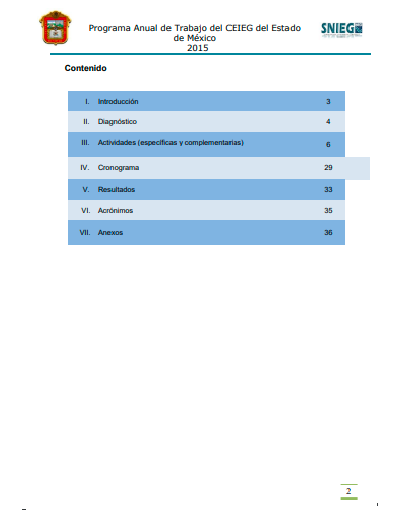 Programa Anual de Trabajo del CEIEG del Estado
de México
2015
SNIEG
Contenido
I. Introducción 3
II. Diagnóstico 4
III. Actividades (específicas y complementarias) 6
IV. Cronograma 29
V. Resultados 33
VI. Acrónimos 35
VII. Anexos 36
2